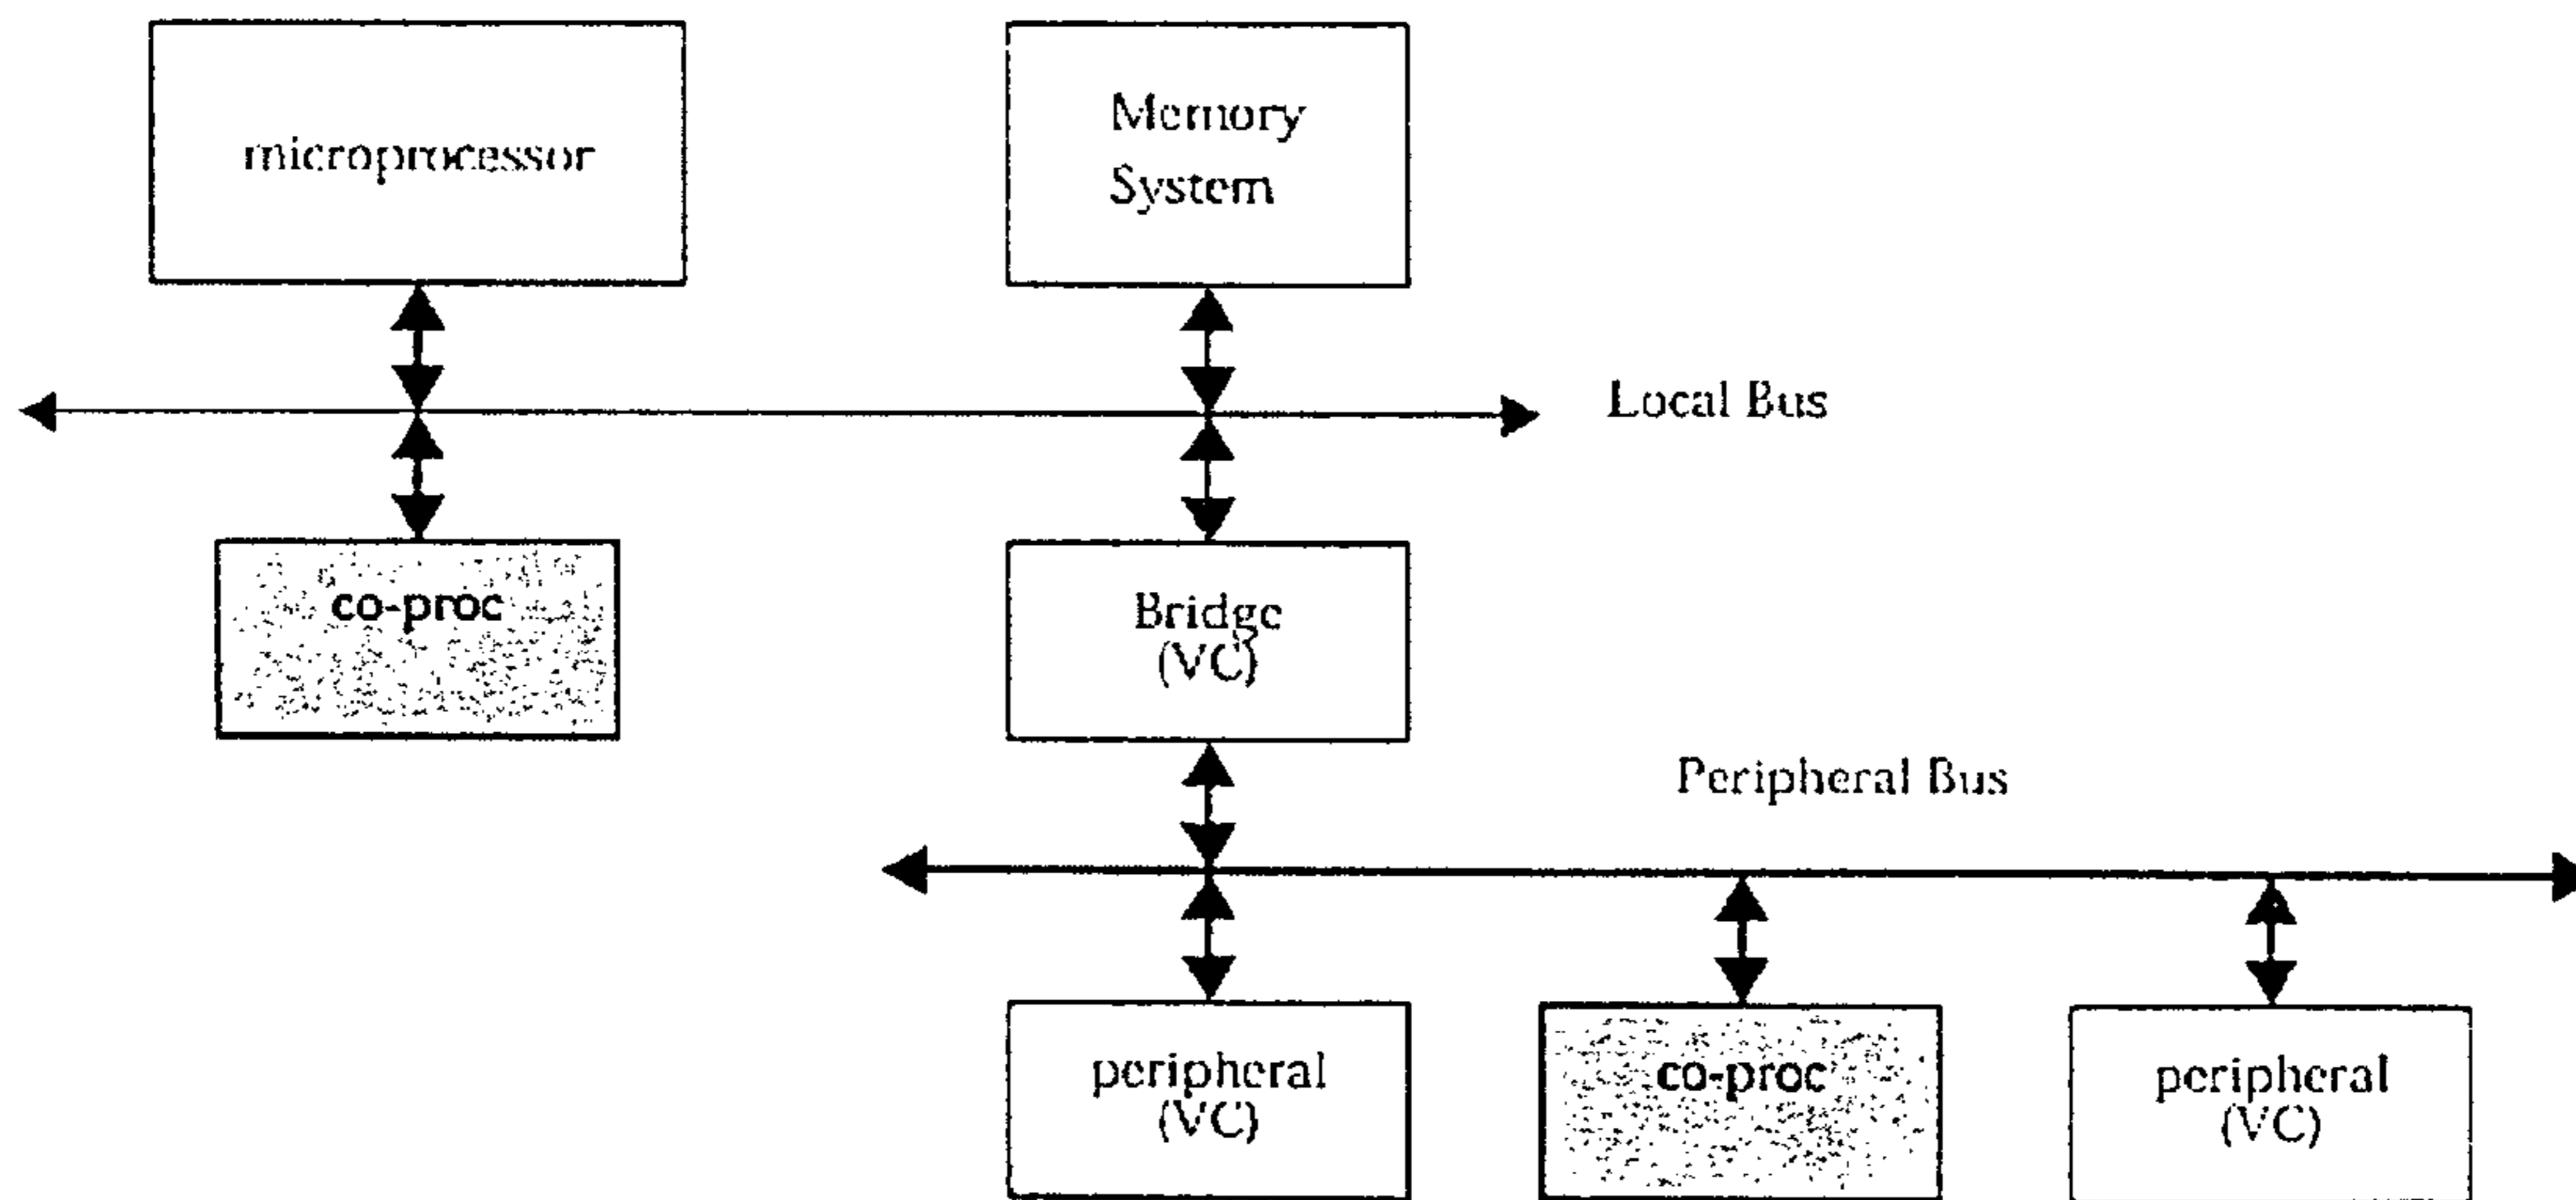 microprocessor
Memory
System
Local Bus
co-proc
Bridge
(VC)
Peripheral Bus
peripheral
(VC)
co-proc
peripheral
(VC)